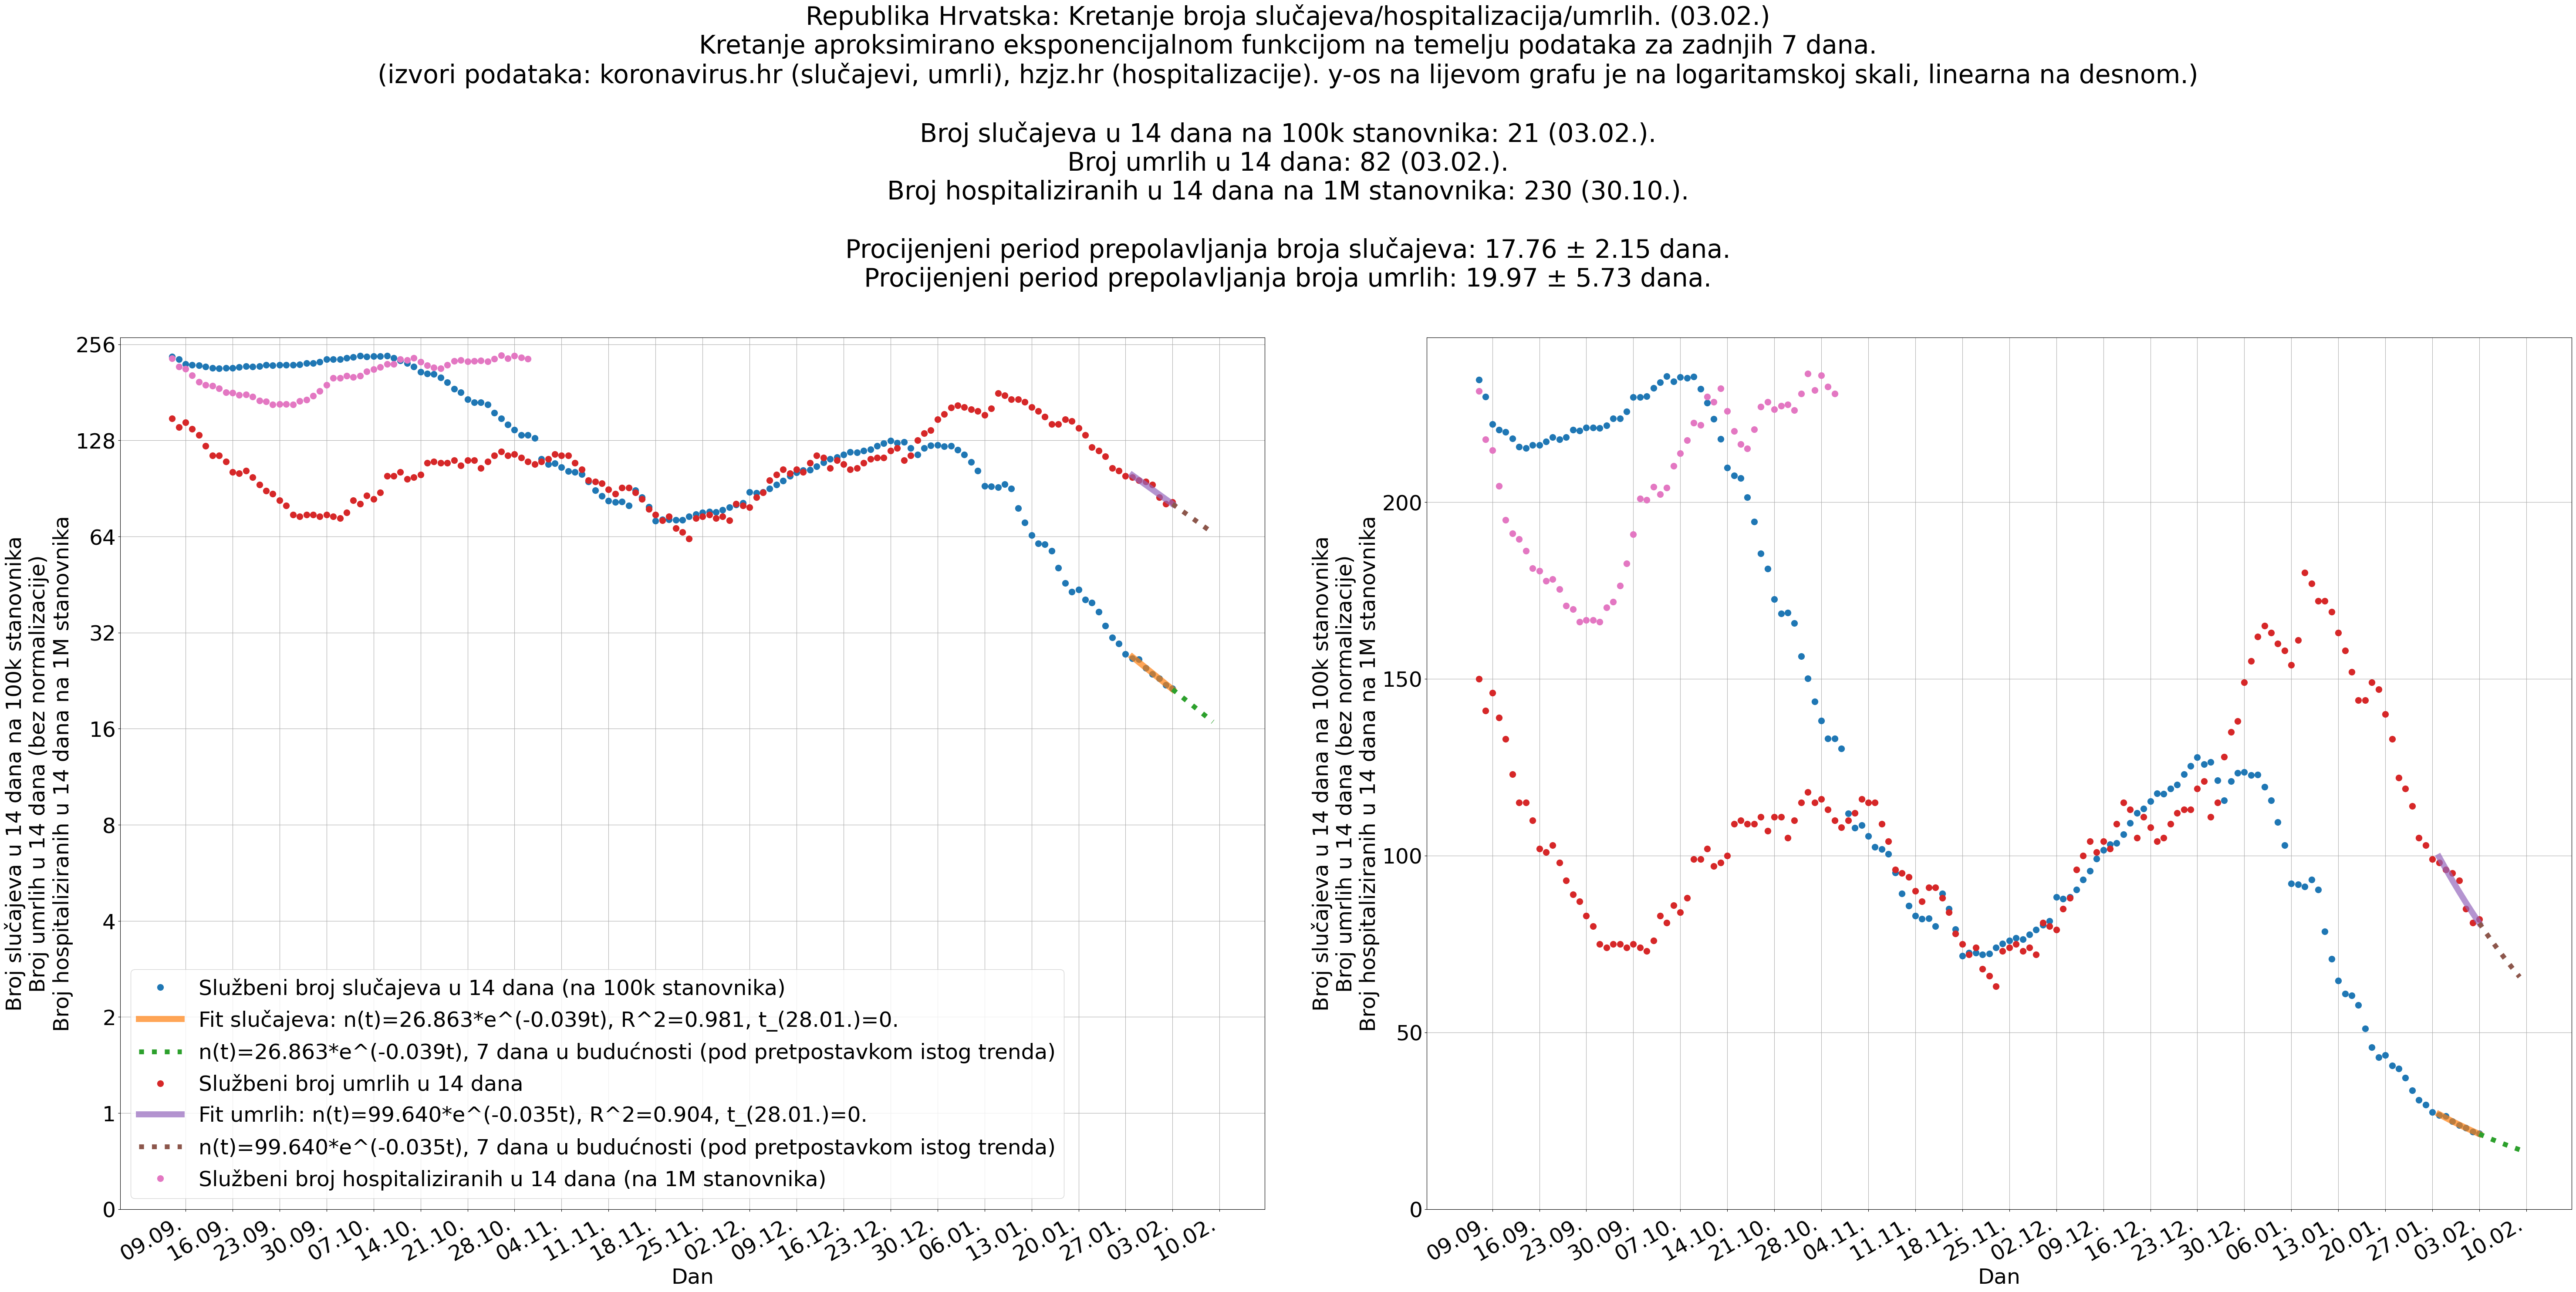 Republika Hrvatska: Kretanje broja slučajeva/hospitalizacija/umrlih. (03.02.)
Kretanje aproksimirano eksponencijalnom funkcijom na temelju podataka za zadnjih 7 dana.
(izvori podataka: koronavirus.hr (slučajevi, umrli), hzjz.hr (hospitalizacije). y-os na lijevom grafu je na logaritamskoj skali, linearna na desnom.)
Broj slučajeva u 14 dana na 100k stanovnika: 21 (03.02.).
Broj umrlih u 14 dana: 82 (03.02.).
Broj hospitaliziranih u 14 dana na 1M stanovnika: 230 (30.10.).
Procijenjeni period prepolavljanja broja slučajeva: 17.76 ± 2.15 dana.
Procijenjeni period prepolavljanja broja umrlih: 19.97 ± 5.73 dana.
Broj slučajeva u 14 dana na 100k stanovnika
Broj umrlih u 14 dana (bez normalizacije)
Broj hospitaliziranih u 14 dana na 1M stanovnika
256
128
64
32
16
8
4
2
1
0
Službeni broj slučajeva u 14 dana (na 100k stanovnika)
Fit slučajeva: n(t)=26.863*e^(-0.039t), R^2=0.981, t_(28.01.)=0.
n(t)=26.863*e^(-0.039t), 7 dana u budućnosti (pod pretpostavkom istog trenda)
Službeni broj umrlih u 14 dana
Fit umrlih: n(t)=99.640*e^(-0.035t), R^2=0.904, t_(28.01.)=0.
n(t)=99.640*e^(-0.035t), 7 dana u budućnosti (pod pretpostavkom istog trenda)
Službeni broj hospitaliziranih u 14 dana (na 1M stanovnika)
09.09. 16.09. 23.09. 30.09. 07.10. 14.10. 21.10. 28.10. 04.11. 11.11. 18.11. 25.11. 02.12. 09.12. 16.12. 23.12. 30.12. 06.01. 13.01. 20.01. 27.01. 03.02. 10.02.
Dan
Broj slučajeva u 14 dana na 100k stanovnika
Broj umrlih u 14 dana (bez normalizacije)
Broj hospitaliziranih u 14 dana na 1M stanovnika
200
150
100
50
0
09.09. 16.09. 23.09. 30.09. 07.10. 14.10. 21.10. 28.10. 04.11. 11.11. 18.11. 25.11. 02.12. 09.12. 16.12. 23.12. 30.12. 06.01. 13.01. 20.01. 27.01. 03.02. 10.02.
Dan